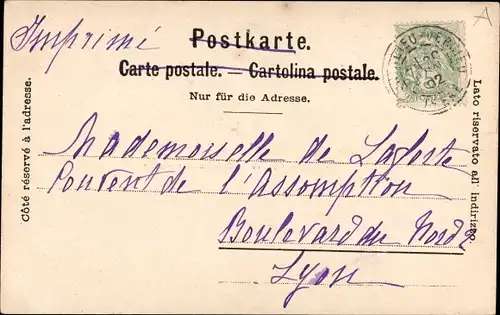 Imprimé
Postkarte.
Carte postale. — Cartolina postale.
Nur für die Adresse.
Côté réservé à l'adresse.
Lato riservato all' indirizzo.
Mademoiselle de Laforte
Couvent de l'Assomption
Boulevard du Nord
Lyon
02